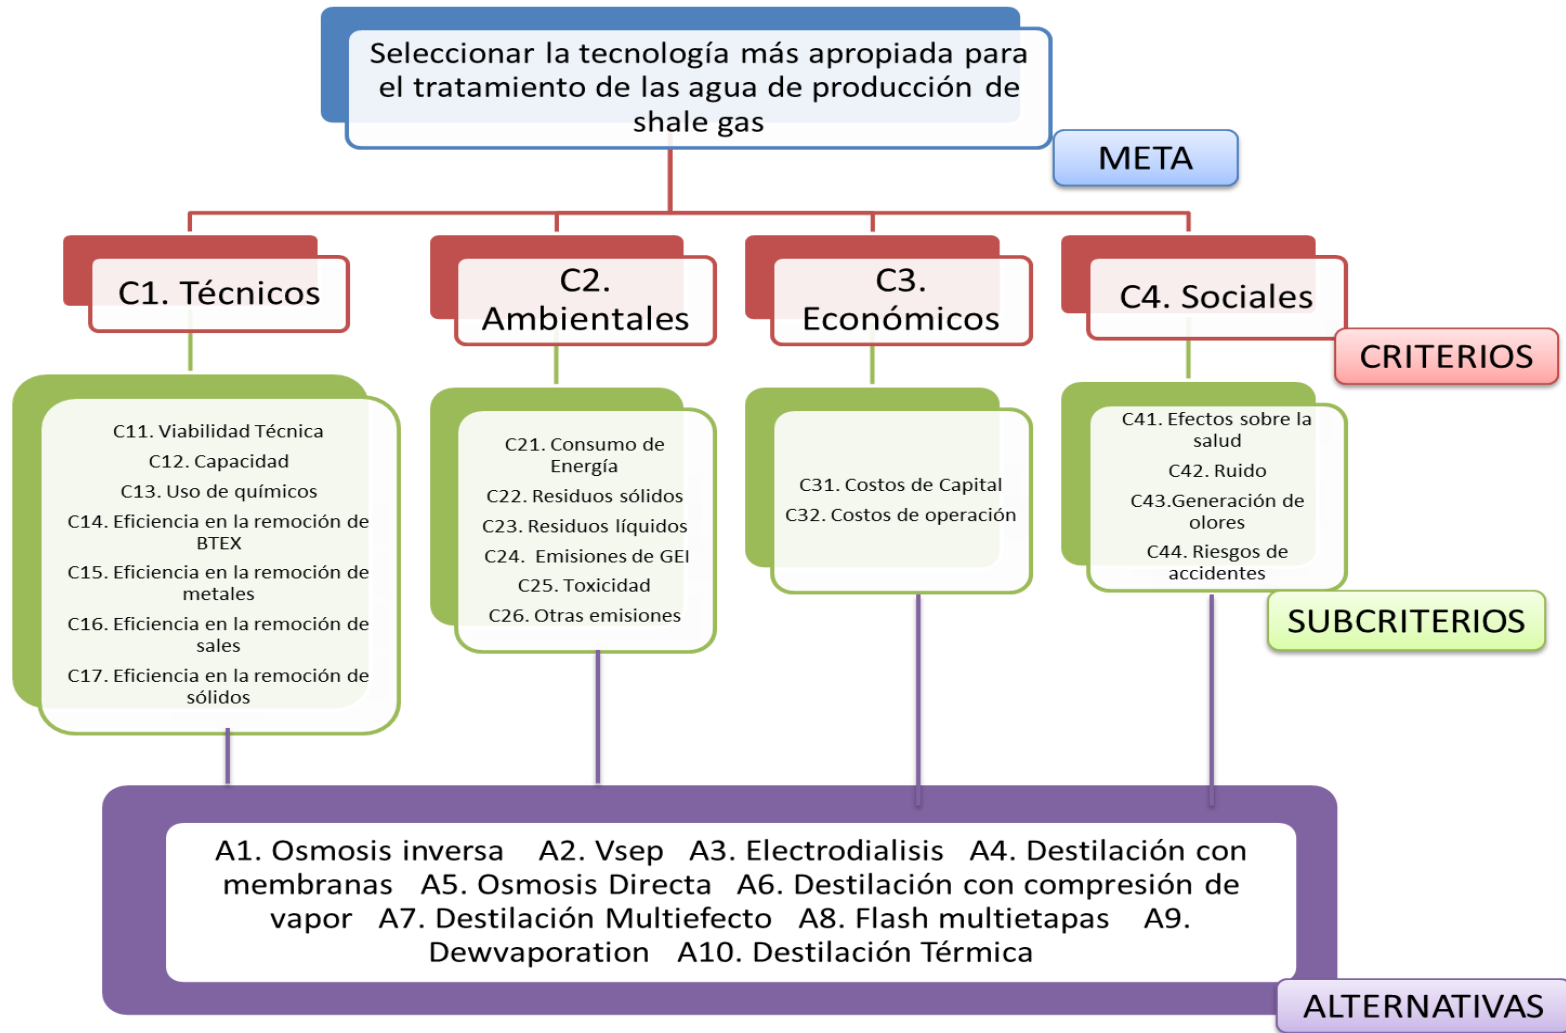 Seleccionar la tecnología más apropiada para
el tratamiento de las agua de producción de
shale gas
META
C1. Técnicos
C2.
Ambientales
C3.
Económicos
C4. Sociales
CRITERIOS
C11. Viabilidad Técnica
C12. Capacidad
C13. Uso de químicos
C14. Eficiencia en la remoción de
BTEX
C15. Eficiencia en la remoción de
metales
C16. Eficiencia en la remoción de
sales
C17. Eficiencia en la remoción de
sólidos
C21. Consumo de
Energía
C22. Residuos sólidos
C23. Residuos líquidos
C24. Emisiones de GEI
C25. Toxicidad
C26. Otras emisiones
C31. Costos de Capital
C32. Costos de operación
C41. Efectos sobre la
salud
C42. Ruido
C43.Generación de
olores
C44. Riesgos de
accidentes
SUBCRITERIOS
A1. Osmosis inversa A2. Vsep A3. Electrodialisis A4. Destilación con
membranas A5. Osmosis Directa A6. Destilación con compresión de
vapor A7. Destilación Multiefecto A8. Flash multietapas A9.
Dewvaporation A10. Destilación Térmica
ALTERNATIVAS